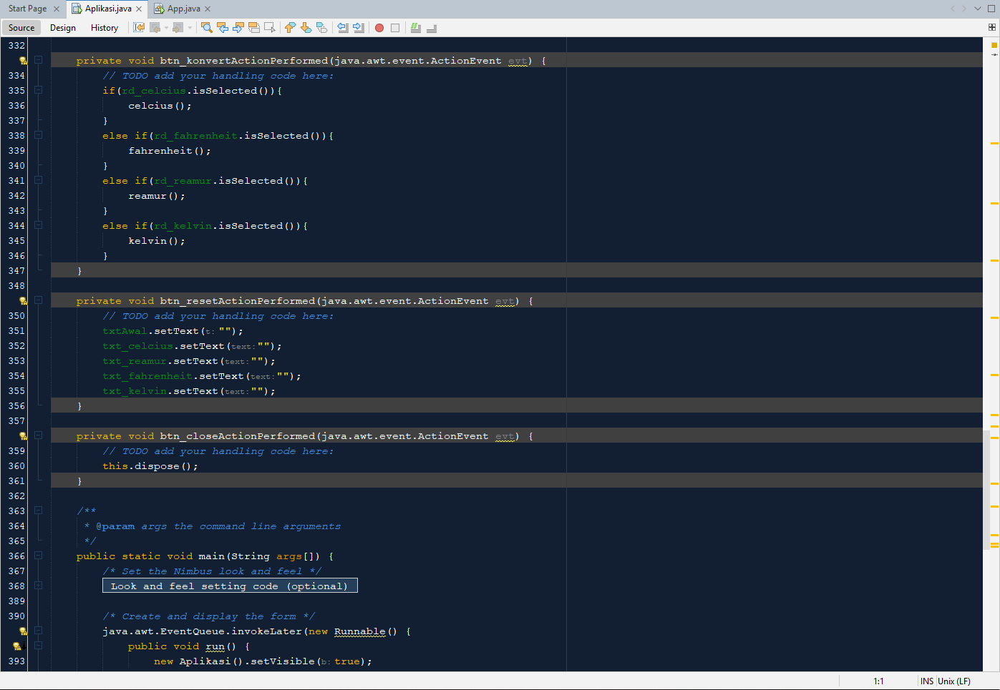 Start Page
Aplikasi.java
App.java
Source Design History
332
private void btn_konvertActionPerformed(java.awt.event.ActionEvent evt) {
334 // TODO add your handling code here:
335 if(rd_celcius.isSelected()){
336 celcius();
337 }
338 else if(rd_fahrenheit.isSelected()){
339 fahrenheit();
340 }
341 else if(rd_reamur.isSelected()){
342 reamur();
343 }
344 else if(rd_kelvin.isSelected()){
345 kelvin();
346 }
347 }
348
private void btn_resetActionPerformed(java.awt.event.ActionEvent evt) {
350 // TODO add your handling code here:
351 txtAwal.setText(t:"");
352 txt_celcius.setText(text:"");
353 txt_reamur.setText(text:"");
354 txt_fahrenheit.setText(text:"");
355 txt_kelvin.setText(text:"");
356 }
357
private void btn_closeActionPerformed(java.awt.event.ActionEvent evt) {
359 // TODO add your handling code here:
360 this.dispose();
361 }
362
363 /**
364 * @param args the command line arguments
365 */
366 public static void main(String args[]) {
367 /* Set the Nimbus look and feel */
368 Look and feel setting code (optional)
389
390 /* Create and display the form */
java.awt.EventQueue.invokeLater(new Runnable() {
public void run() {
393 new Aplikasi().setVisible(b:true);
1:1 INS Unix (LF)